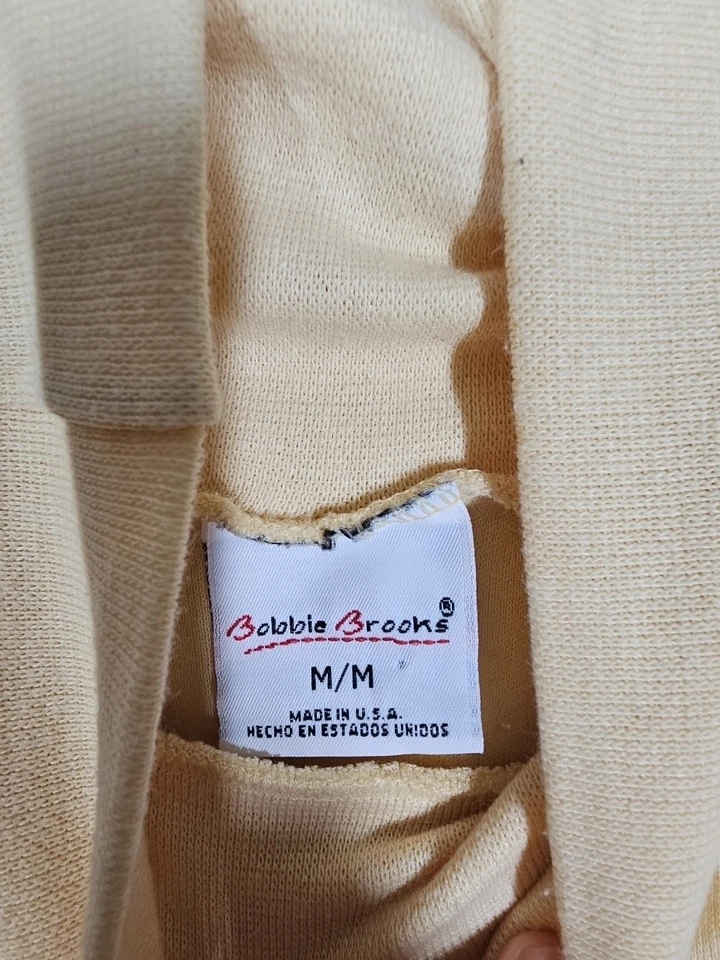 Bobbie Brooks®
M/M
MADE IN U.S.A.
HECHO EN ESTADOS UNIDOS